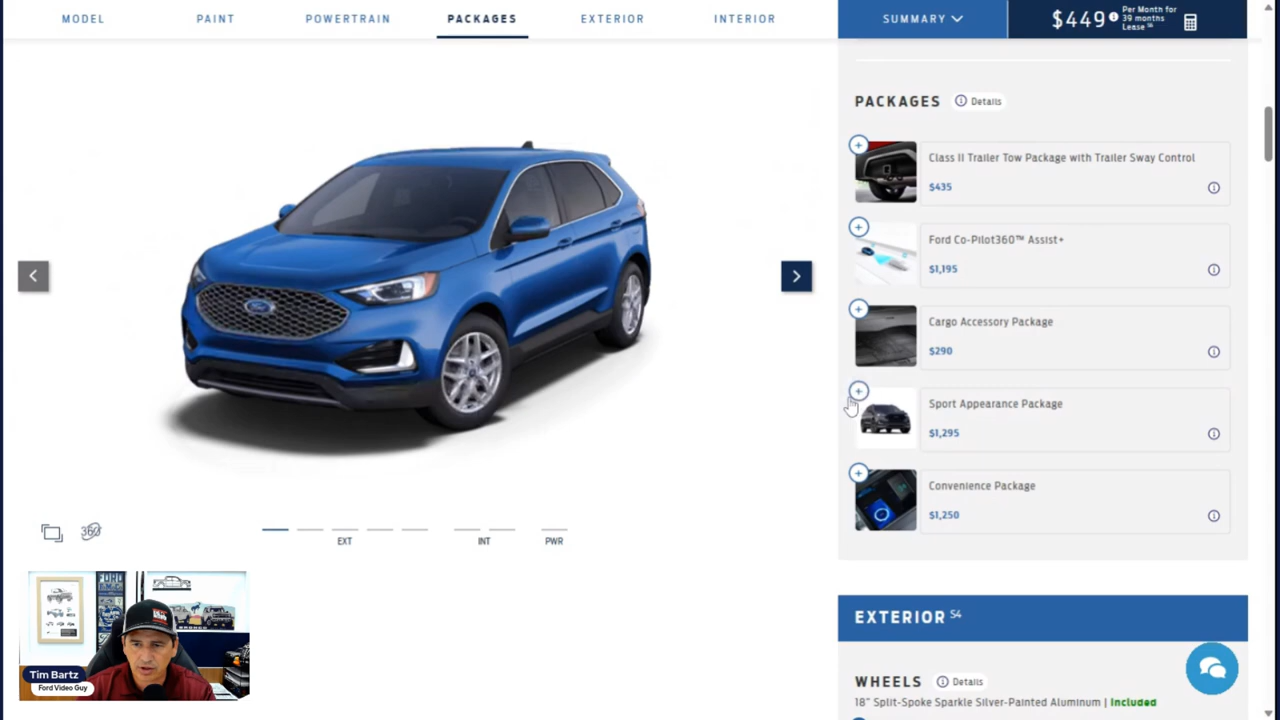 MODEL
PAINT
POWERTRAIN
PACKAGES
EXTERIOR
INTERIOR
SUMMARY
$449
Per Month for
39 months
Lease
PACKAGES Details
Class II Trailer Tow Package with Trailer Sway Control
$435
Ford Co-Pilot360™ Assist+
$1,195
Cargo Accessory Package
$290
Sport Appearance Package
$1,295
Convenience Package
$1,250
360
EXT
INT
PWR
EXTERIOR S4
WHEELS Details
18" Split-Spoke Sparkle Silver-Painted Aluminum | Included
FORD
Tim Bartz
Ford Video Guy